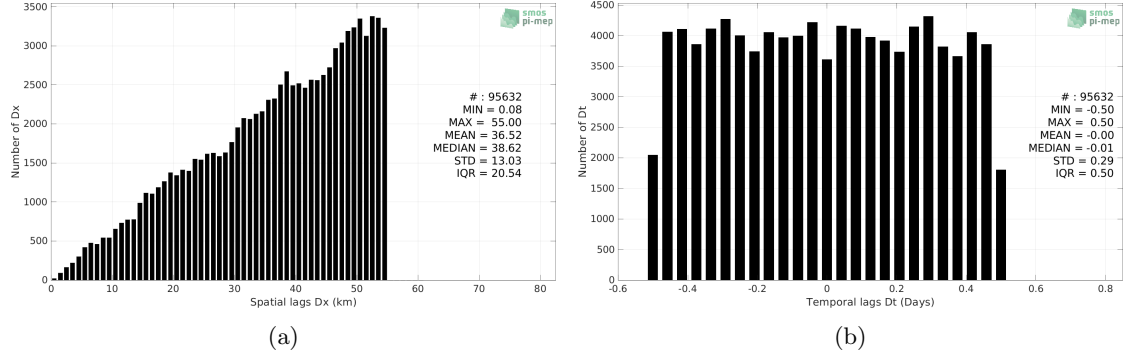 3500
3000
2500
2000
1500
1000
500
0
Number of Dx
smos
pi-mep
# : 95632
MIN = 0.08
MAX = 55.00
MEAN = 36.52
MEDIAN = 38.62
STD = 13.03
IQR = 20.54
0 10 20 30 40 50 60 70 80
Spatial lags Dx (km)
(a)
4500
4000
3500
3000
2500
2000
1500
1000
500
0
Number of Dt
smos
pi-mep
# : 95632
MIN = -0.50
MAX = 0.50
MEAN = -0.00
MEDIAN = -0.01
STD = 0.29
IQR = 0.50
-0.6 -0.4 -0.2 0 0.2 0.4 0.6 0.8
Temporal lags Dt (Days)
(b)